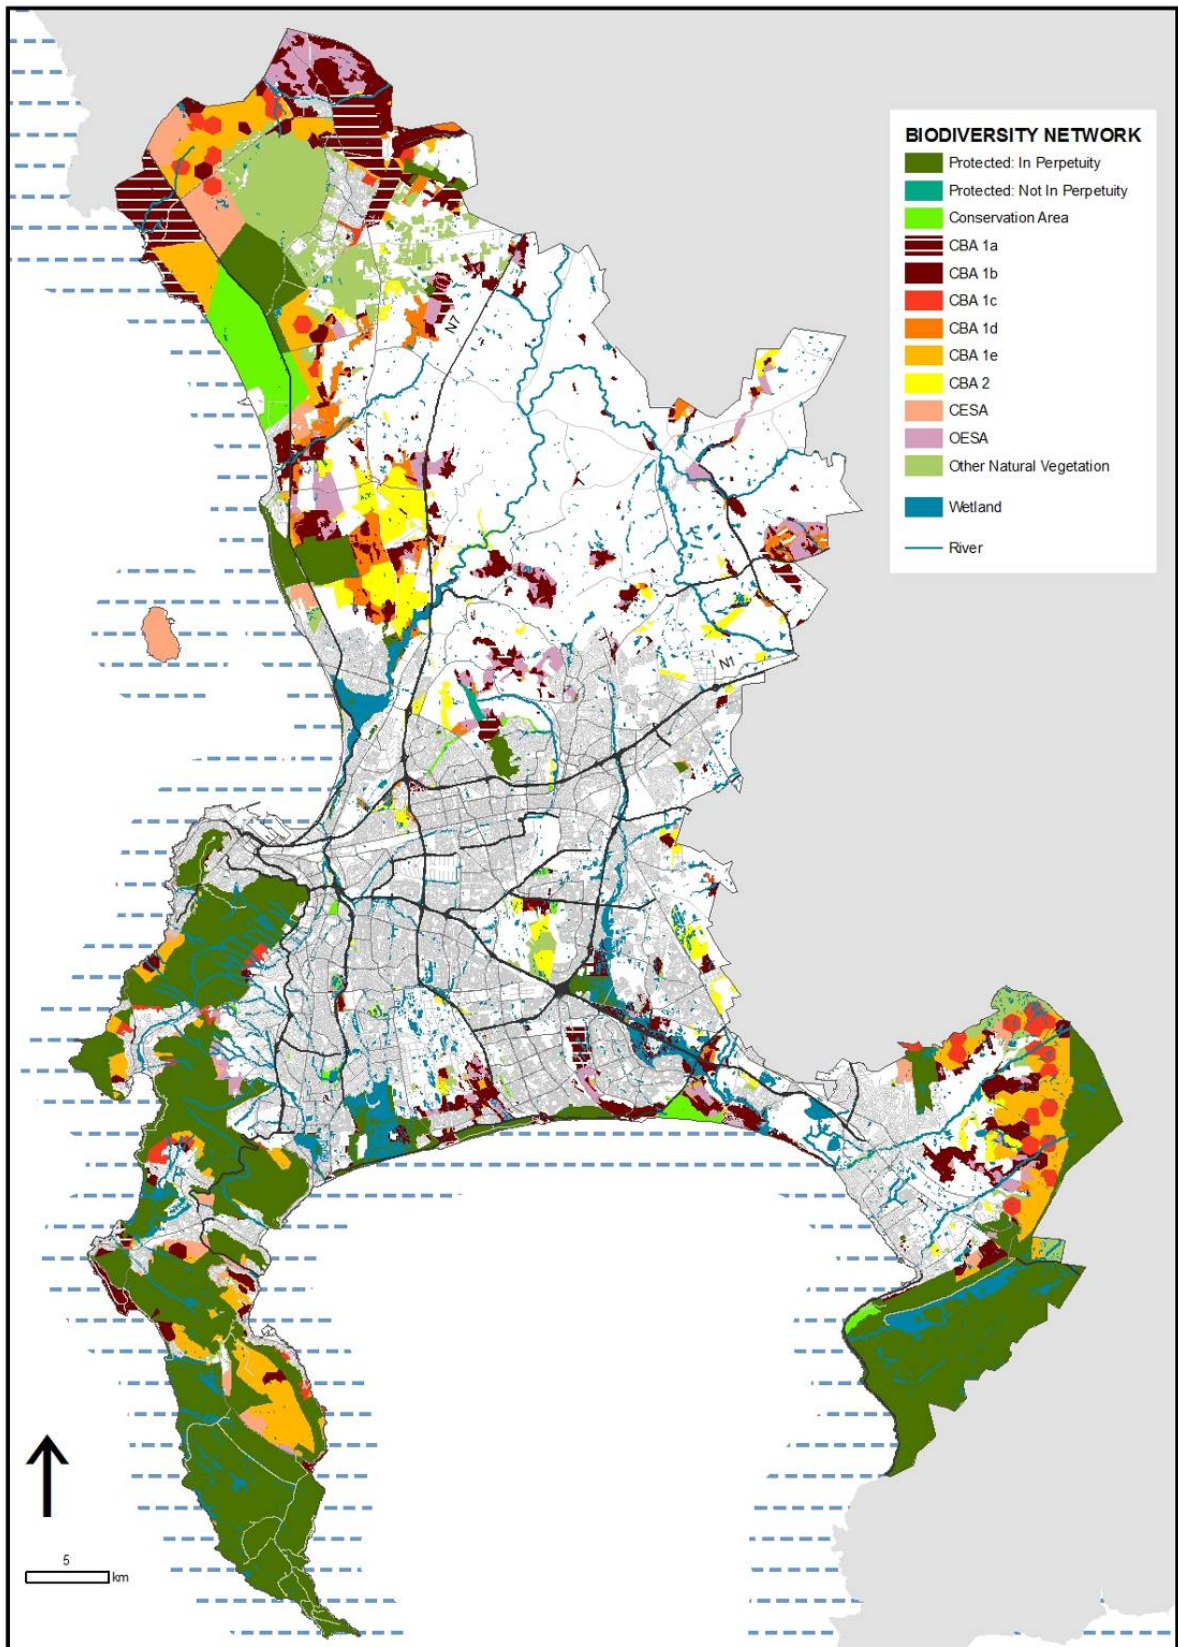 BIODIVERSITY NETWORK
Protected: In Perpetuity
Protected: Not In Perpetuity
Conservation Area
CBA 1a
CBA 1b
CBA 1c
CBA 1d
CBA 1e
CBA 2
CESA
OESA
Other Natural Vegetation
Wetland
River
N7
N1
5
km